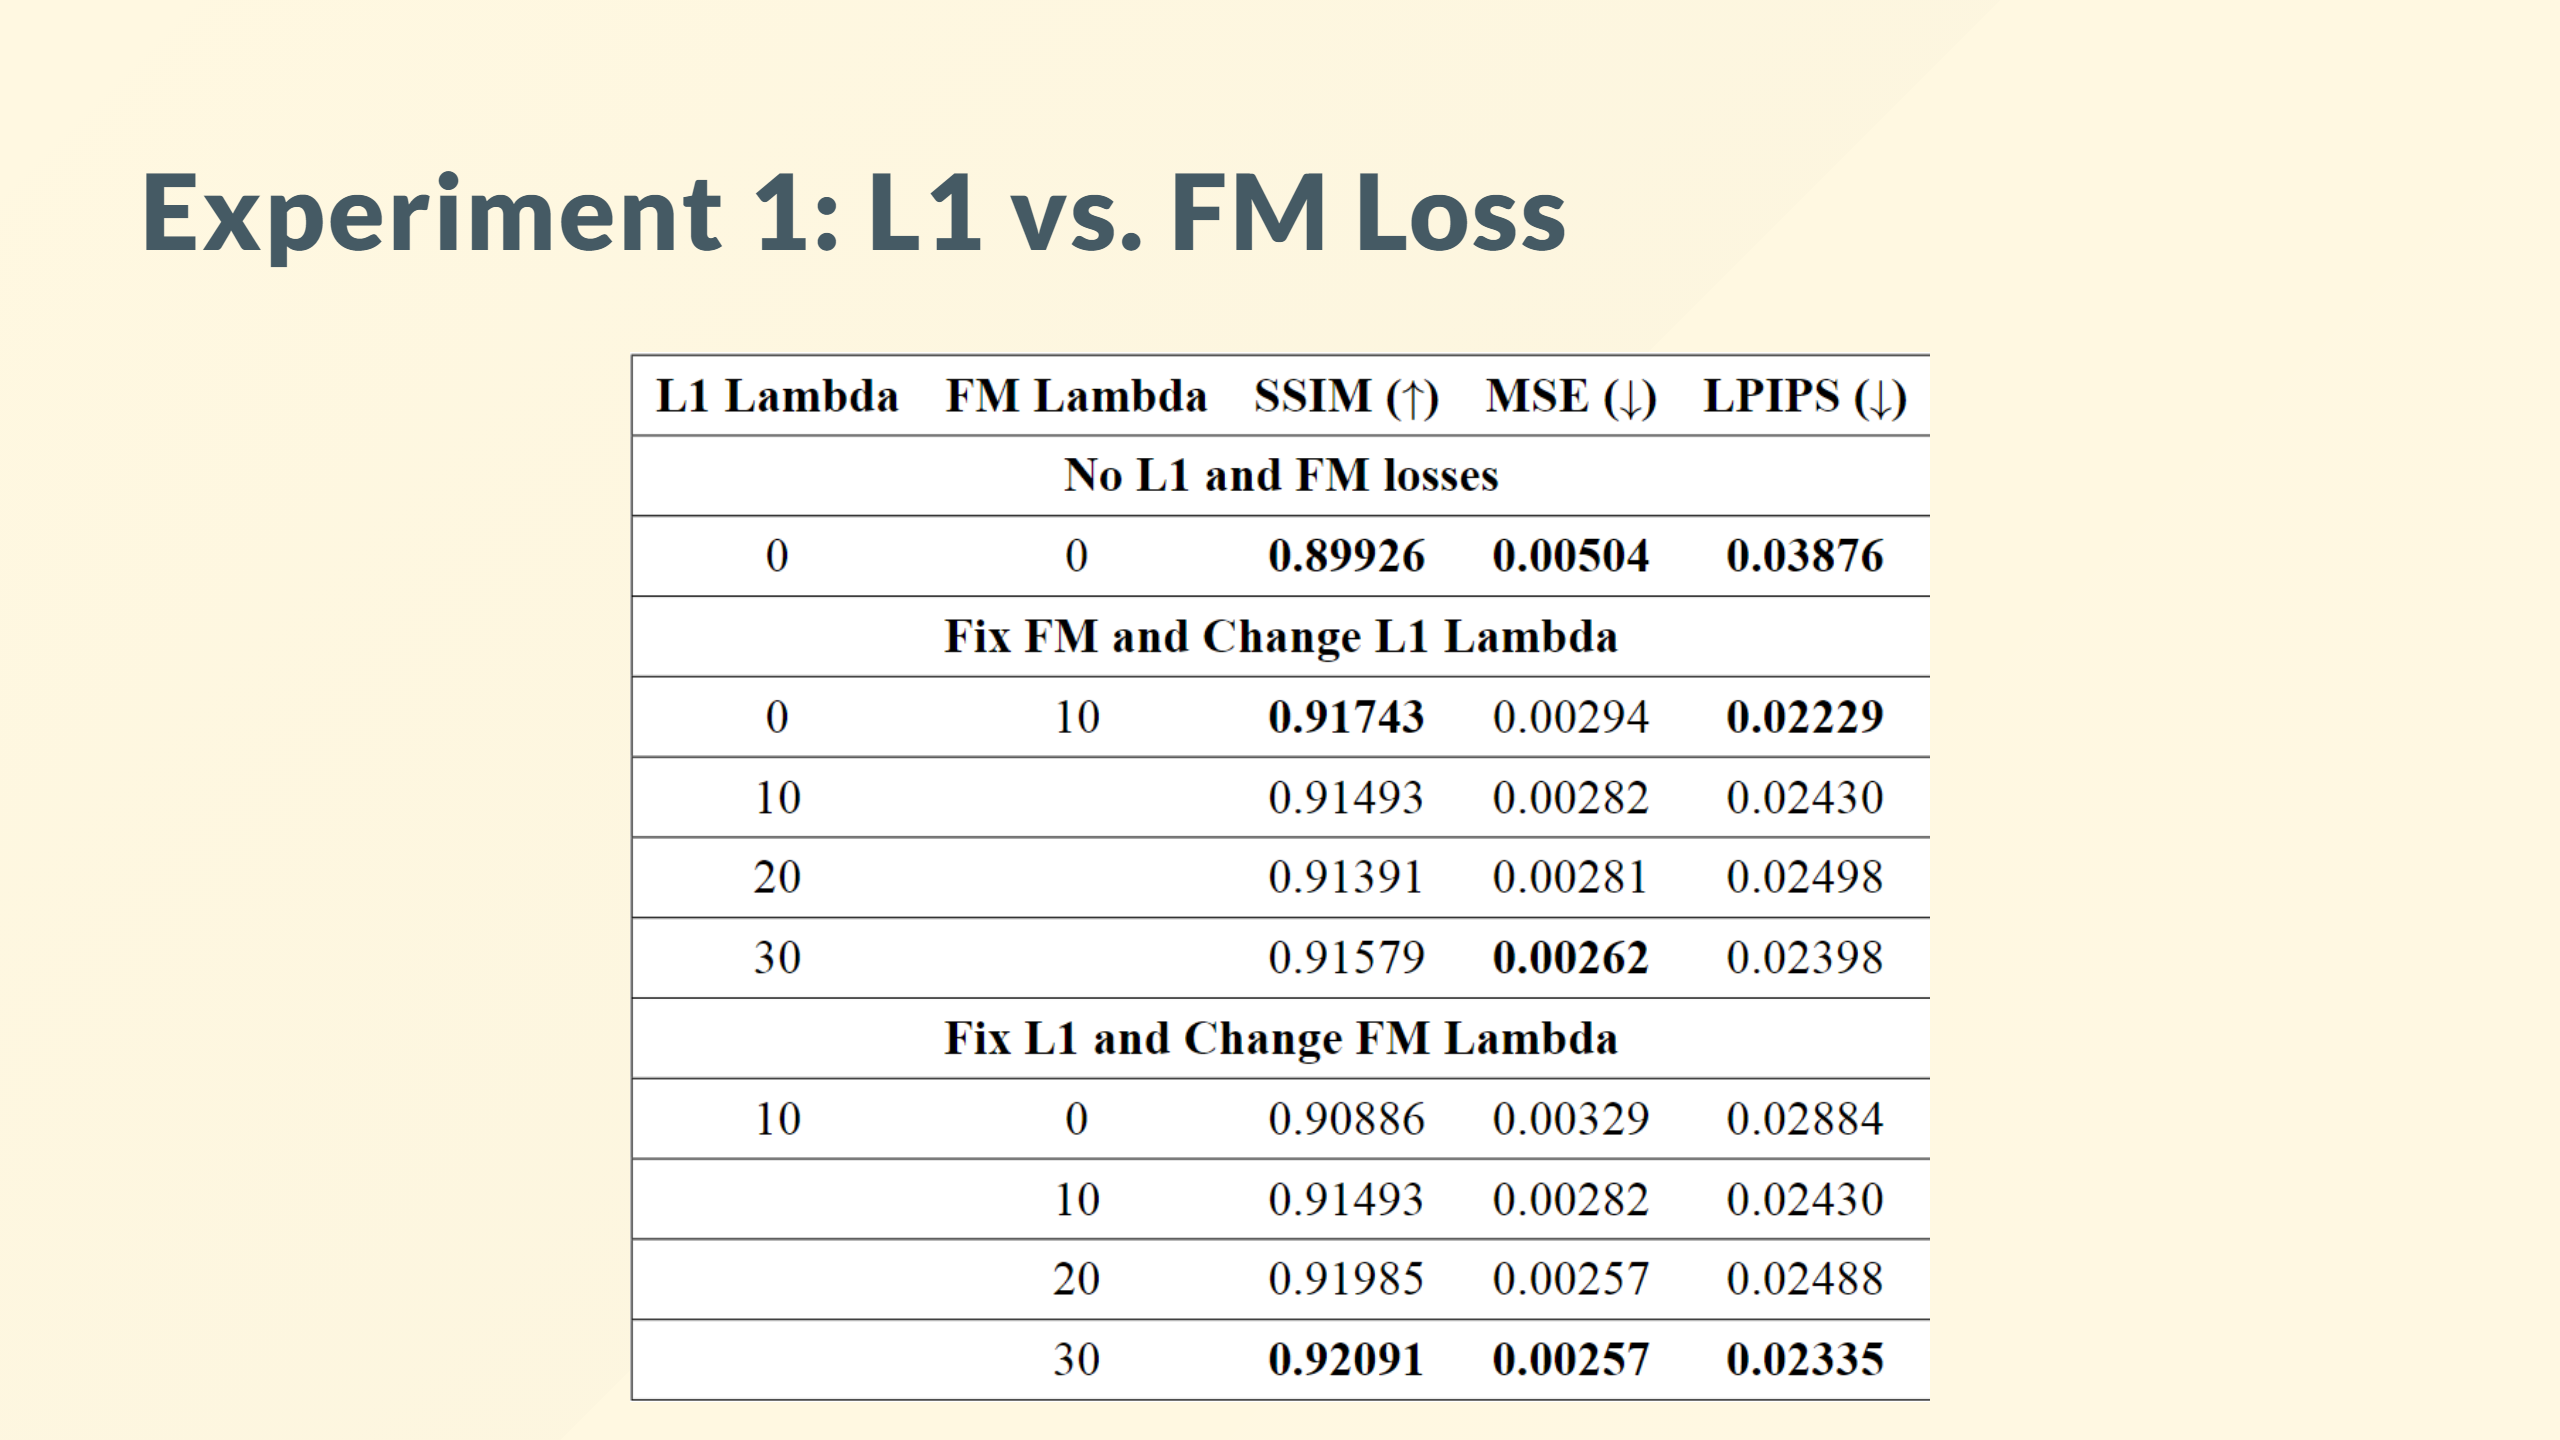 Experiment 1: L1 vs. FM Loss
L1 Lambda FM Lambda SSIM (↑) MSE (↓) LPIPS (↓)
No L1 and FM losses
0 0 0.89926 0.00504 0.03876
Fix FM and Change L1 Lambda
0 10 0.91743 0.00294 0.02229
10 0.91493 0.00282 0.02430
20 0.91391 0.00281 0.02498
30 0.91579 0.00262 0.02398
Fix L1 and Change FM Lambda
10 0 0.90886 0.00329 0.02884
10 0.91493 0.00282 0.02430
20 0.91985 0.00257 0.02488
30 0.92091 0.00257 0.02335